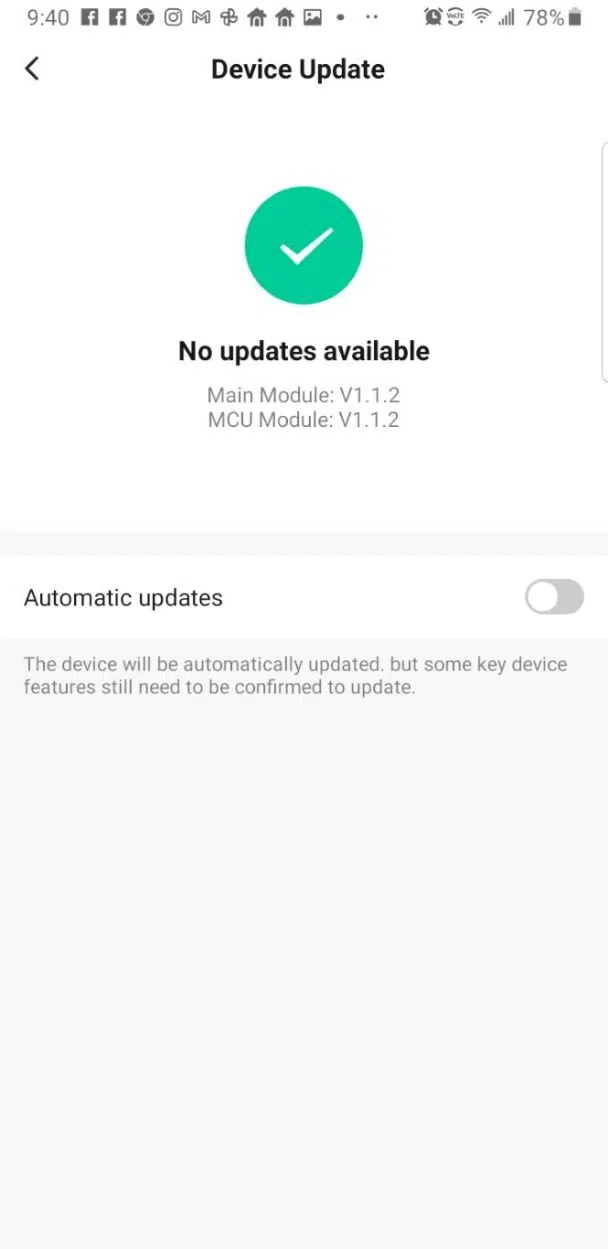 9:40 78%
Device Update
No updates available
Main Module: V1.1.2
MCU Module: V1.1.2
Automatic updates
The device will be automatically updated. but some key device
features still need to be confirmed to update.